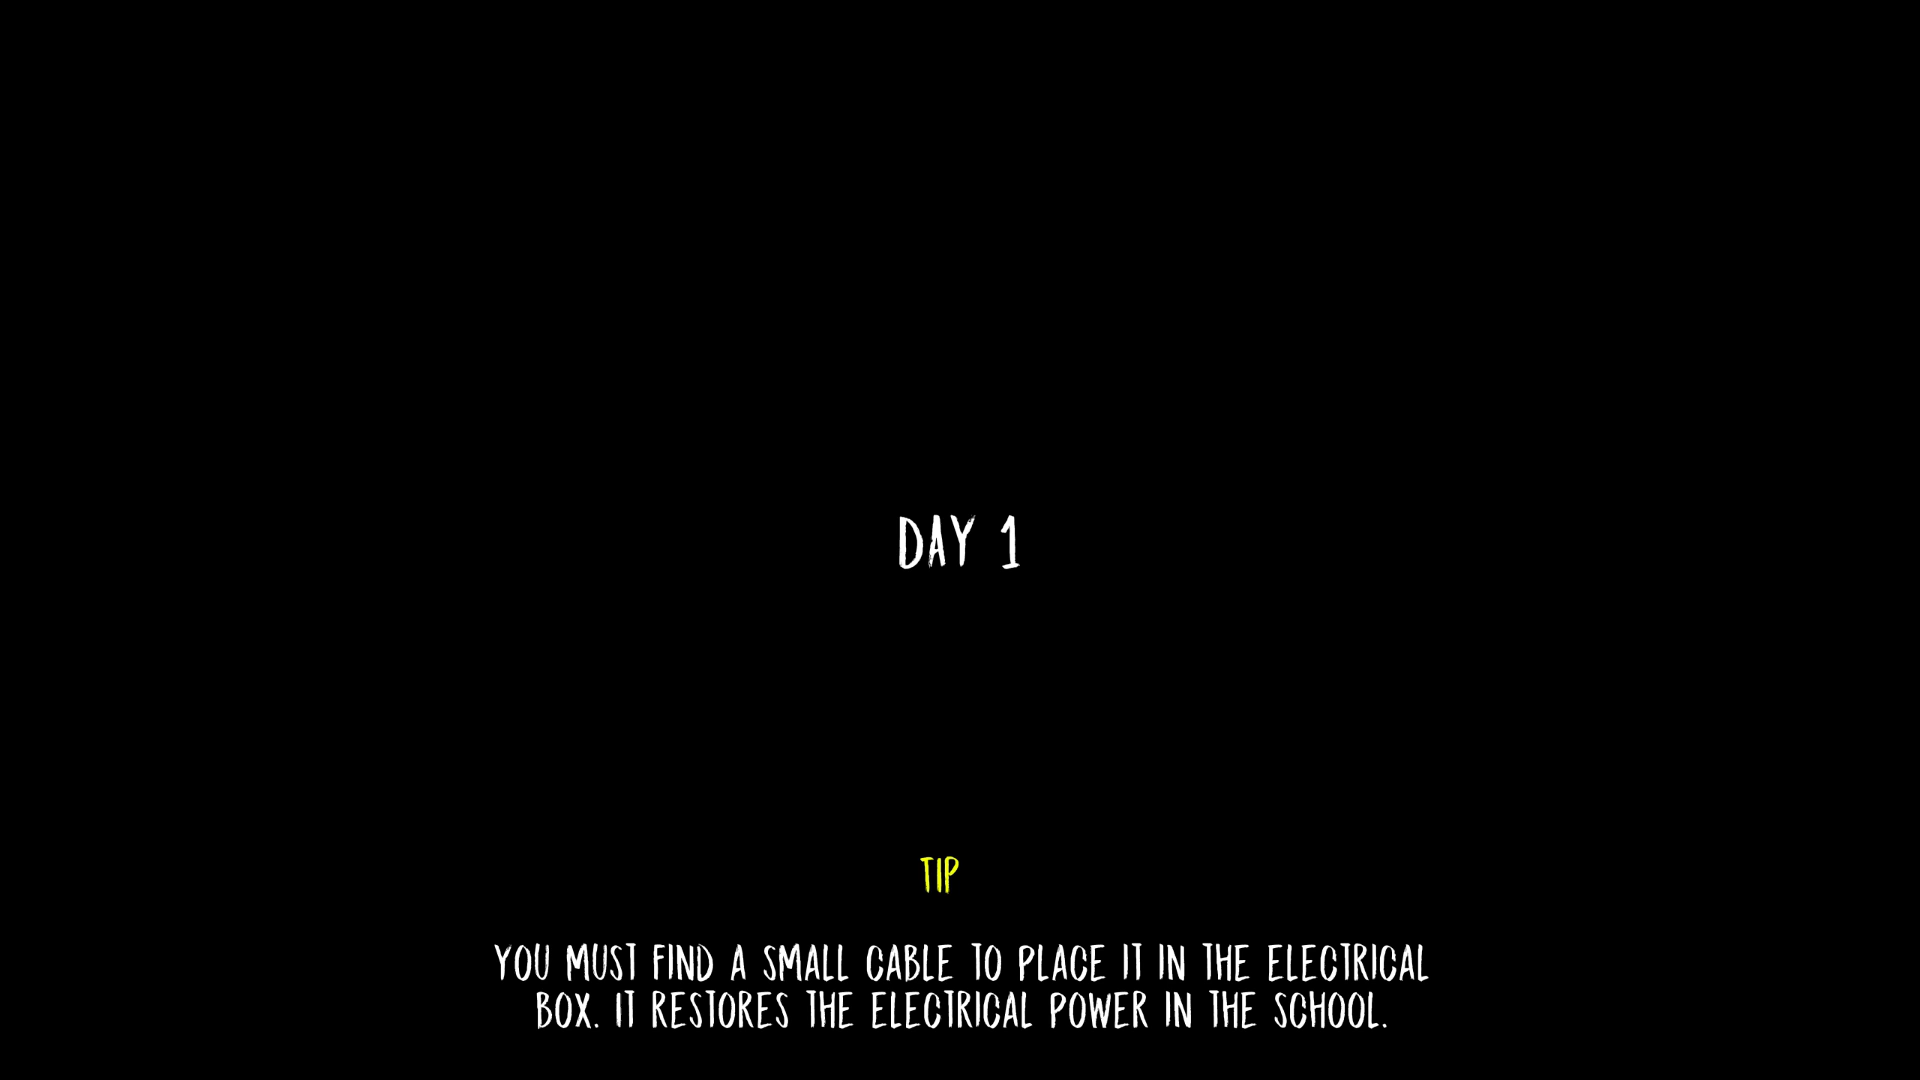 DAY 1
TIP
YOU MUST FIND A SMALL CABLE TO PLACE IT IN THE ELECTRICAL
BOX. IT RESTORES THE ELECTRICAL POWER IN THE SCHOOL.